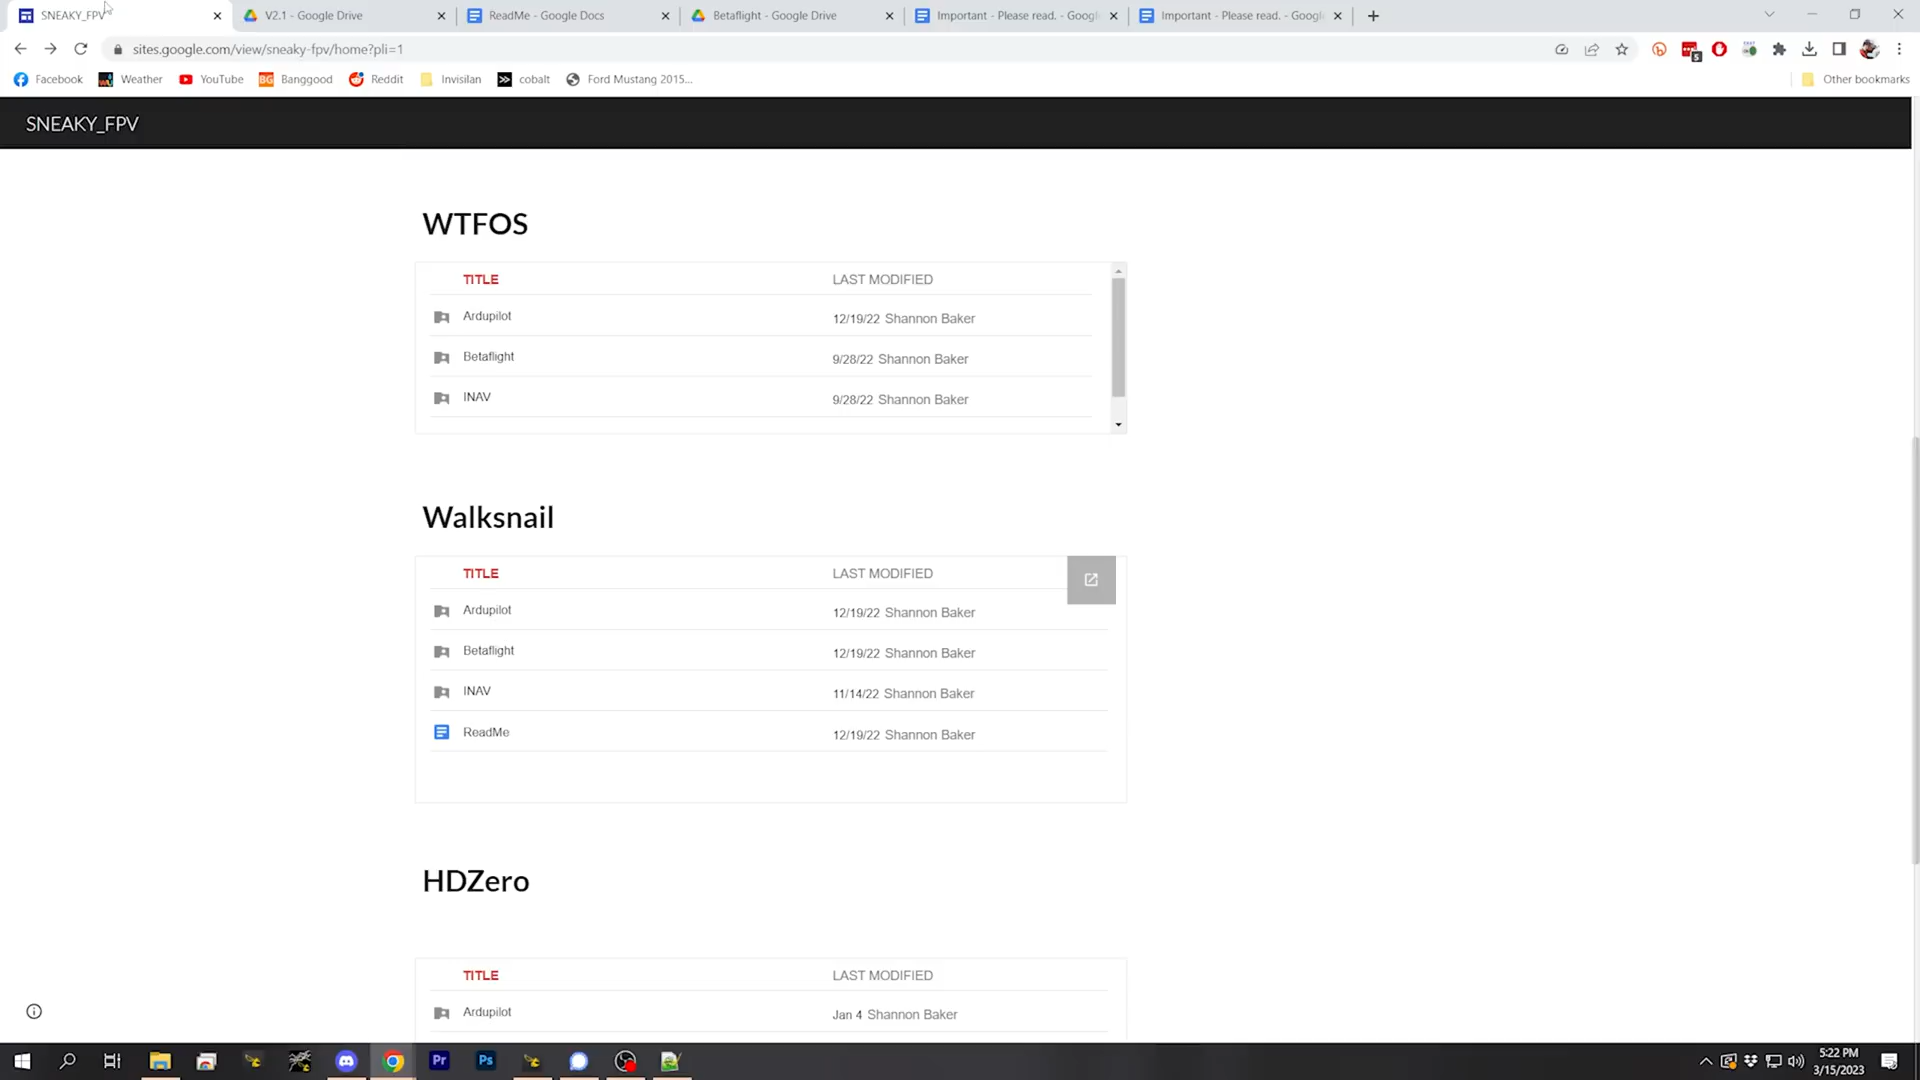 SNEAKY_FPV
V2.1 - Google Drive
ReadMe - Google Docs
Betaflight - Google Drive
Important - Please read. - Googl
Important - Please read. - Googl
sites.google.com/view/sneaky-fpv/home?pli=1
5
Facebook
Weather
YouTube
BG Banggood
Reddit
Invisilan
cobalt
Ford Mustang 2015...
Other bookmarks
SNEAKY_FPV
WTFOS
TITLE LAST MODIFIED
Ardupilot 12/19/22 Shannon Baker
Betaflight 9/28/22 Shannon Baker
INAV 9/28/22 Shannon Baker
Walksnail
TITLE LAST MODIFIED
Ardupilot 12/19/22 Shannon Baker
Betaflight 12/19/22 Shannon Baker
INAV 11/14/22 Shannon Baker
ReadMe 12/19/22 Shannon Baker
HDZero
TITLE LAST MODIFIED
Ardupilot Jan 4 Shannon Baker
Pr
Ps
5:22 PM
3/15/2023